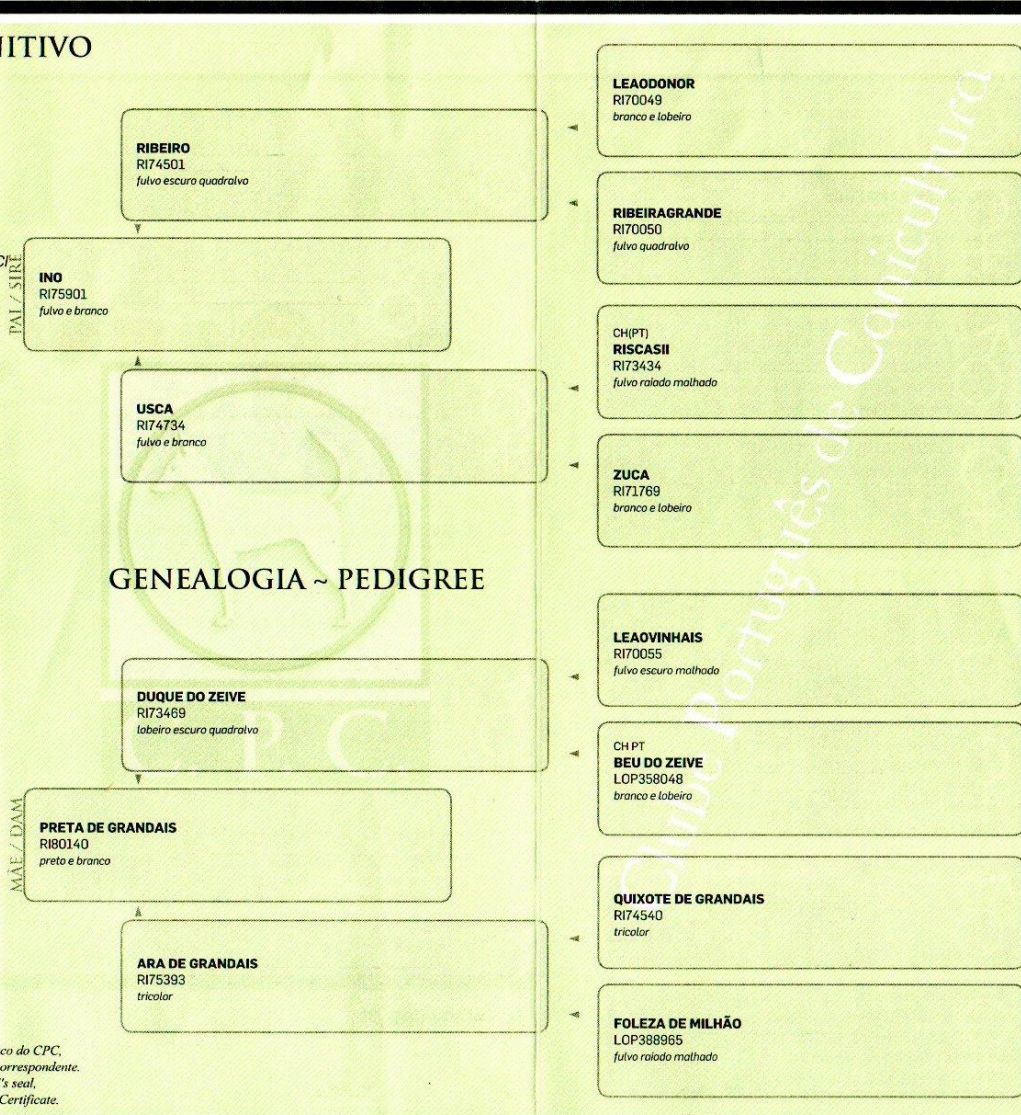 NITIVO
LEAODONOR
RI70049
branco e lobeiro
RIBEIRO
RI74501
fulvo escuro quadralvo
RIBEIRAGRANDE
RI70050
fulvo quadralvo
PAI / SIRE
INO
RI75901
fulvo e branco
CH(PT)
RISCASII
RI73434
fulvo raiado malhado
USCA
RI74734
fulvo e branco
ZUCA
RI71769
branco e lobeiro
GENEALOGIA ~ PEDIGREE
LEAOVINHAIS
RI70055
fulvo escuro malhado
DUQUE DO ZEIVE
RI73469
lobeiro escuro quadralvo
C P C
CH PT
BEU DO ZEIVE
LOP358048
branco e lobeiro
MÃE / DAM
PRETA DE GRANDAIS
RI80140
preto e branco
QUIXOTE DE GRANDAIS
RI74540
tricolor
ARA DE GRANDAIS
RI75393
tricolor
FOLEZA DE MILHÃO
LOP388965
fulvo raiado malhado
Clube Português de Canicultura
co do CPC,
orrespondente.
's seal,
Certificate.